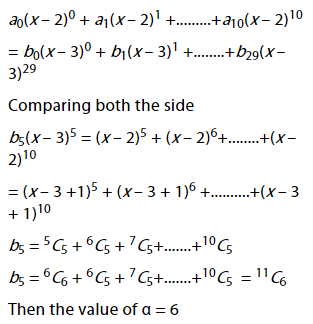 a₀(x – 2)⁰ + a₁(x – 2)¹ +.........+a₁₀(x – 2)¹⁰
= b₀(x – 3)⁰ + b₁(x – 3)¹ +........+b₂₉(x –
3)²⁹
Comparing both the side
b₅(x – 3)⁵ = (x – 2)⁵ + (x – 2)⁶+........+(x –
2)¹⁰
= (x – 3 +1)⁵ + (x – 3 + 1)⁶ +..........+(x – 3
+ 1)¹⁰
b₅ = ⁵C₅ + ⁶C₅ + ⁷C₅+.......+¹⁰C₅
b₅ = ⁶C₆ + ⁶C₅ + ⁷C₅+.......+¹⁰C₅ = ¹¹C₆
Then the value of α = 6